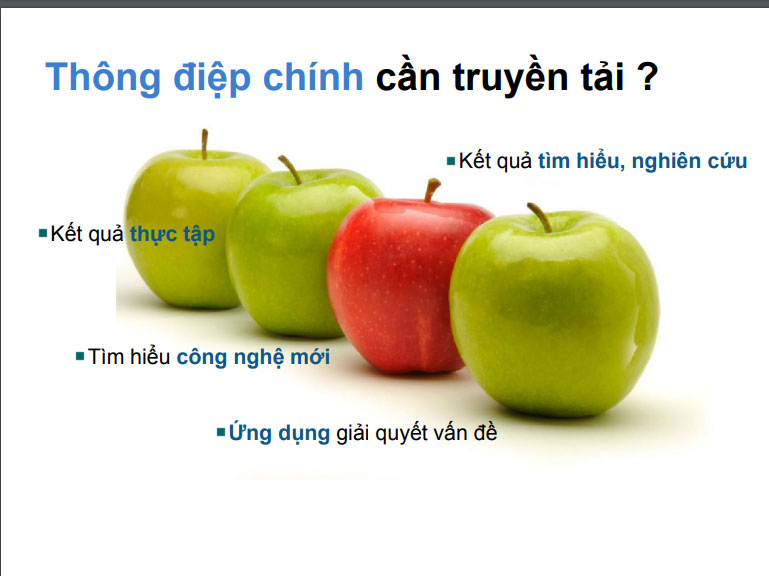 Thông điệp chính cần truyền tải ?
Kết quả tìm hiểu, nghiên cứu
Kết quả thực tập
Tìm hiểu công nghệ mới
Ứng dụng giải quyết vấn đề